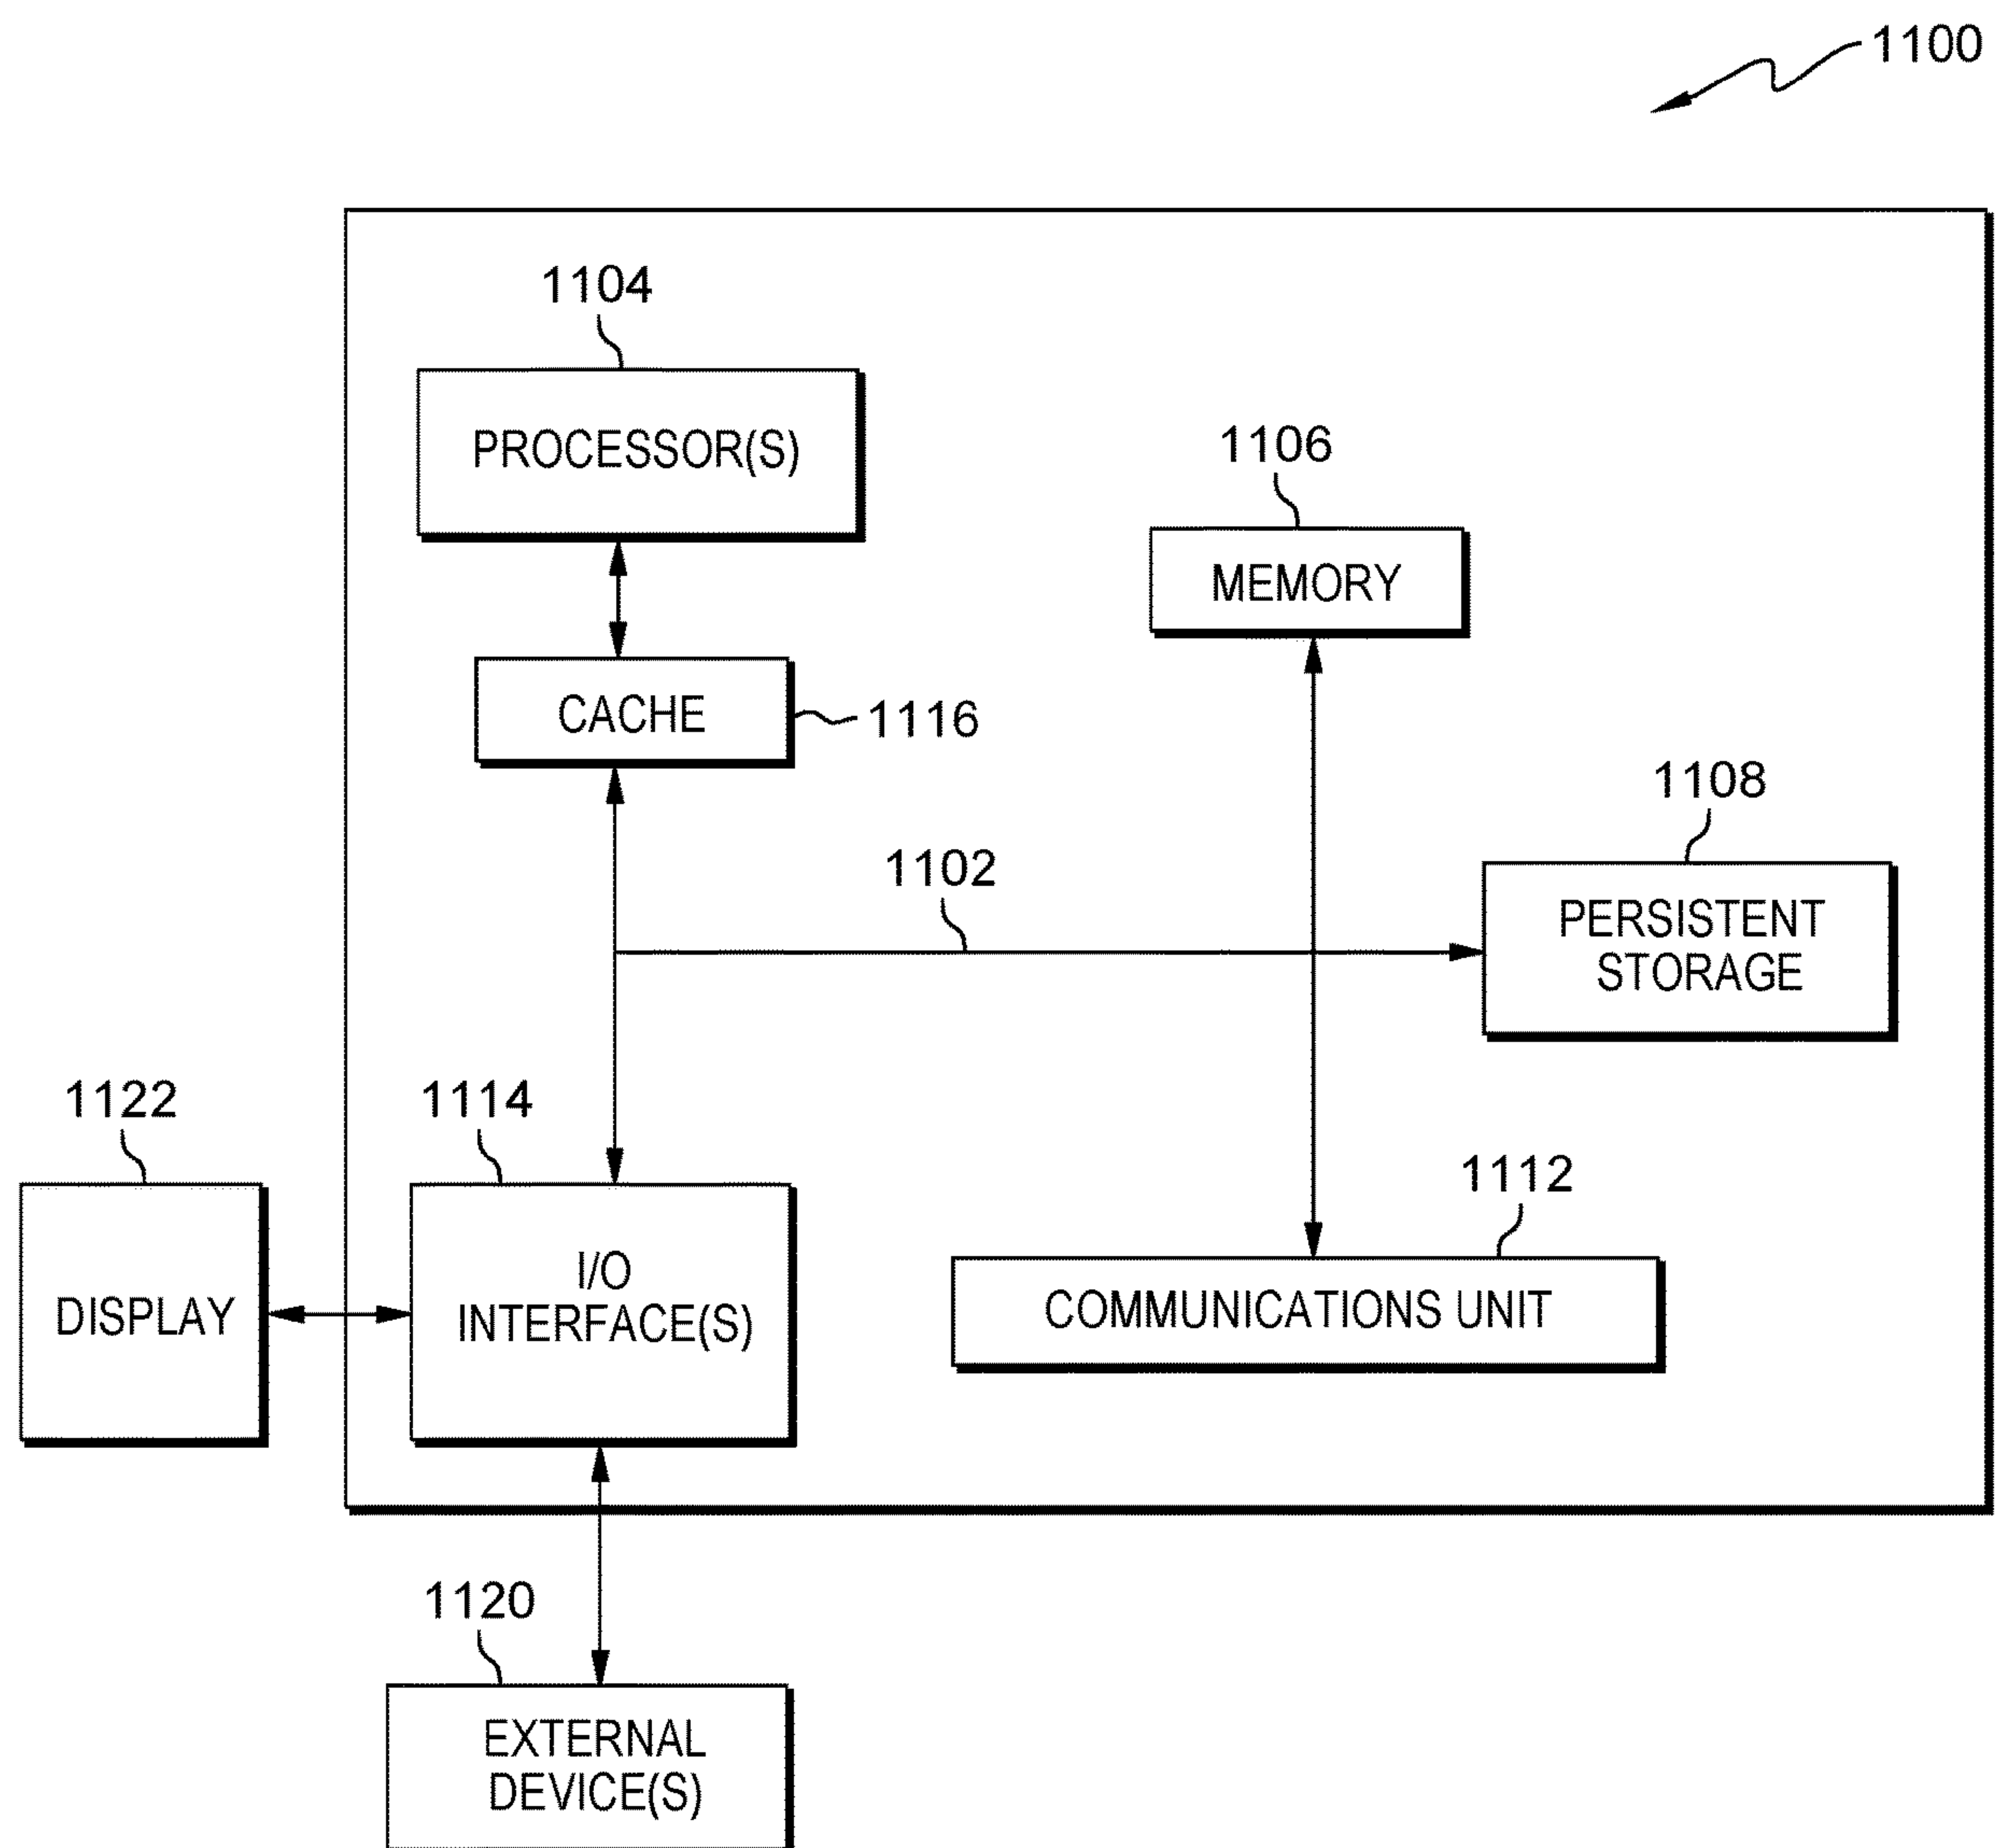 1100
1104
PROCESSOR(S)
1106
MEMORY
CACHE
1116
1108
1102
PERSISTENT
STORAGE
1122
1114
1112
I/O
INTERFACE(S)
DISPLAY
COMMUNICATIONS UNIT
1120
EXTERNAL
DEVICE(S)